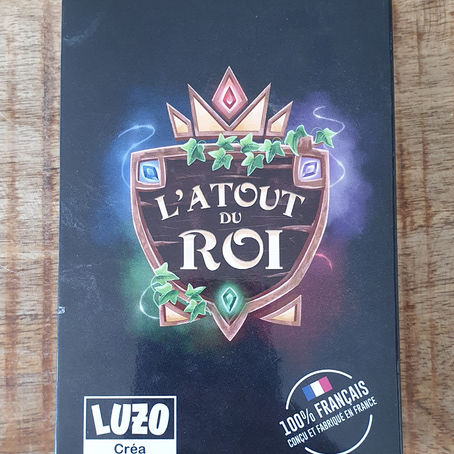 L'ATOUT
DU
ROI
LUZO
Créa
100% FRANÇAIS
CONÇU ET FABRIQUÉ EN FRANCE